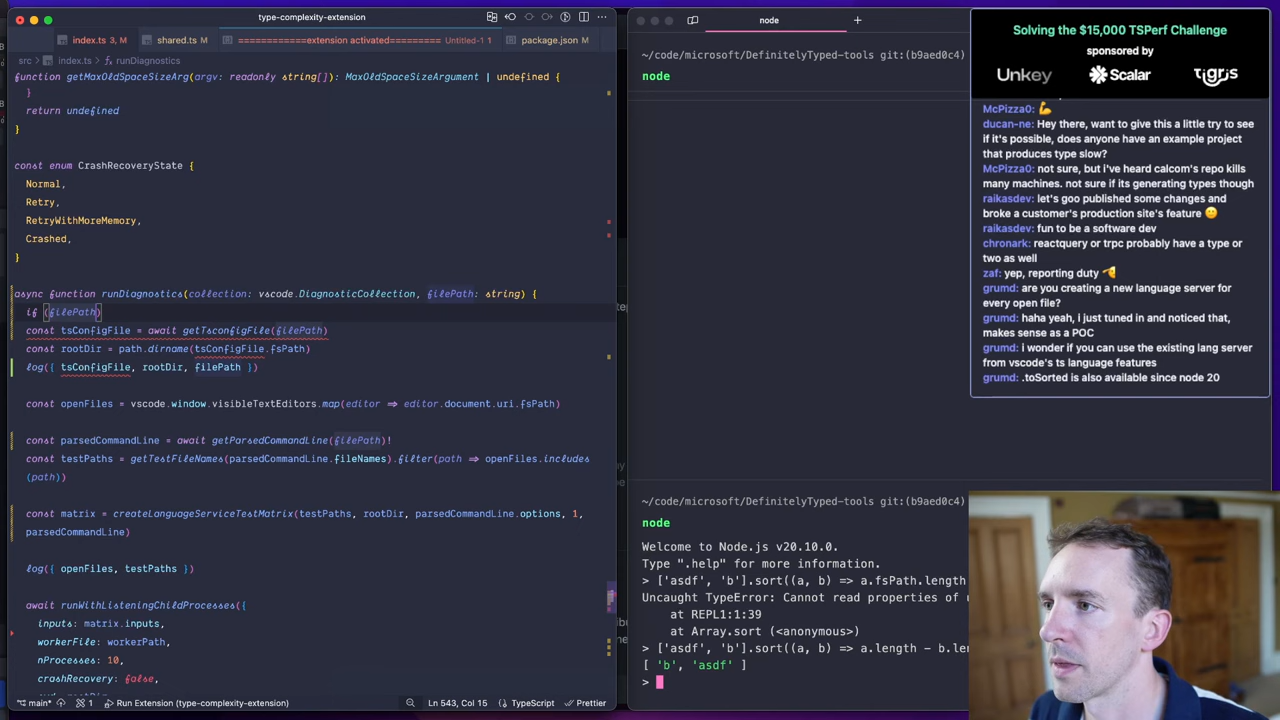 type-complexity-extension
index.ts 3, M
shared.ts M
=============extension activated========= Untitled-1 1
package.json M
src > index.ts > runDiagnostics
function getMaxOldSpaceSizeArg(argv: readonly string[]): MaxOldSpaceSizeArgument | undefined {
}
return undefined
}
const enum CrashRecoveryState {
Normal,
Retry,
RetryWithMoreMemory,
Crashed,
}
async function runDiagnostics(collection: vscode.DiagnosticCollection, filePath: string) {
if (filePath)
const tsConfigFile = await getTsconfigFile(filePath)
const rootDir = path.dirname(tsConfigFile.fsPath)
log({ tsConfigFile, rootDir, filePath })
const openFiles = vscode.window.visibleTextEditors.map(editor => editor.document.uri.fsPath)
const parsedCommandLine = await getParsedCommandLine(filePath)!
const testPaths = getTestFileNames(parsedCommandLine.fileNames).filter(path => openFiles.includes
(path))
const matrix = createLanguageServiceTestMatrix(testPaths, rootDir, parsedCommandLine.options, 1,
parsedCommandLine)
log({ openFiles, testPaths })
await runWithListeningChildProcesses({
inputs: matrix.inputs,
workerFile: workerPath,
nProcesses: 10,
crashRecovery: false,
main*
1
Run Extension (type-complexity-extension)
Ln 543, Col 15
{} TypeScript
Prettier
node
node
~/code/microsoft/DefinitelyTyped-tools git:(b9aed0c4)
node
~/code/microsoft/DefinitelyTyped-tools git:(b9aed0c4)
node
Welcome to Node.js v20.10.0.
Type ".help" for more information.
> ['asdf', 'b'].sort((a, b) => a.fsPath.length
Uncaught TypeError: Cannot read properties of
at REPL1:1:39
at Array.sort (<anonymous>)
> ['asdf', 'b'].sort((a, b) => a.length - b.len
[ 'b', 'asdf' ]
>
Solving the $15,000 TSPerf Challenge
sponsored by
Unkey
Scalar
tigris
McPizza0: 💪
ducan-ne: Hey there, want to give this a little try to see
if it's possible, does anyone have an example project
that produces type slow?
McPizza0: not sure, but i've heard calcom's repo kills
many machines. not sure if its generating types though
raikasdev: let's goo published some changes and
broke a customer's production site's feature 🙂
raikasdev: fun to be a software dev
chronark: reactquery or trpc probably have a type or
two as well
zaf: yep, reporting duty 🫡
grumd: are you creating a new language server for
every open file?
grumd: haha yeah, i just tuned in and noticed that,
makes sense as a POC
grumd: i wonder if you can use the existing lang server
from vscode's ts language features
grumd: .toSorted is also available since node 20